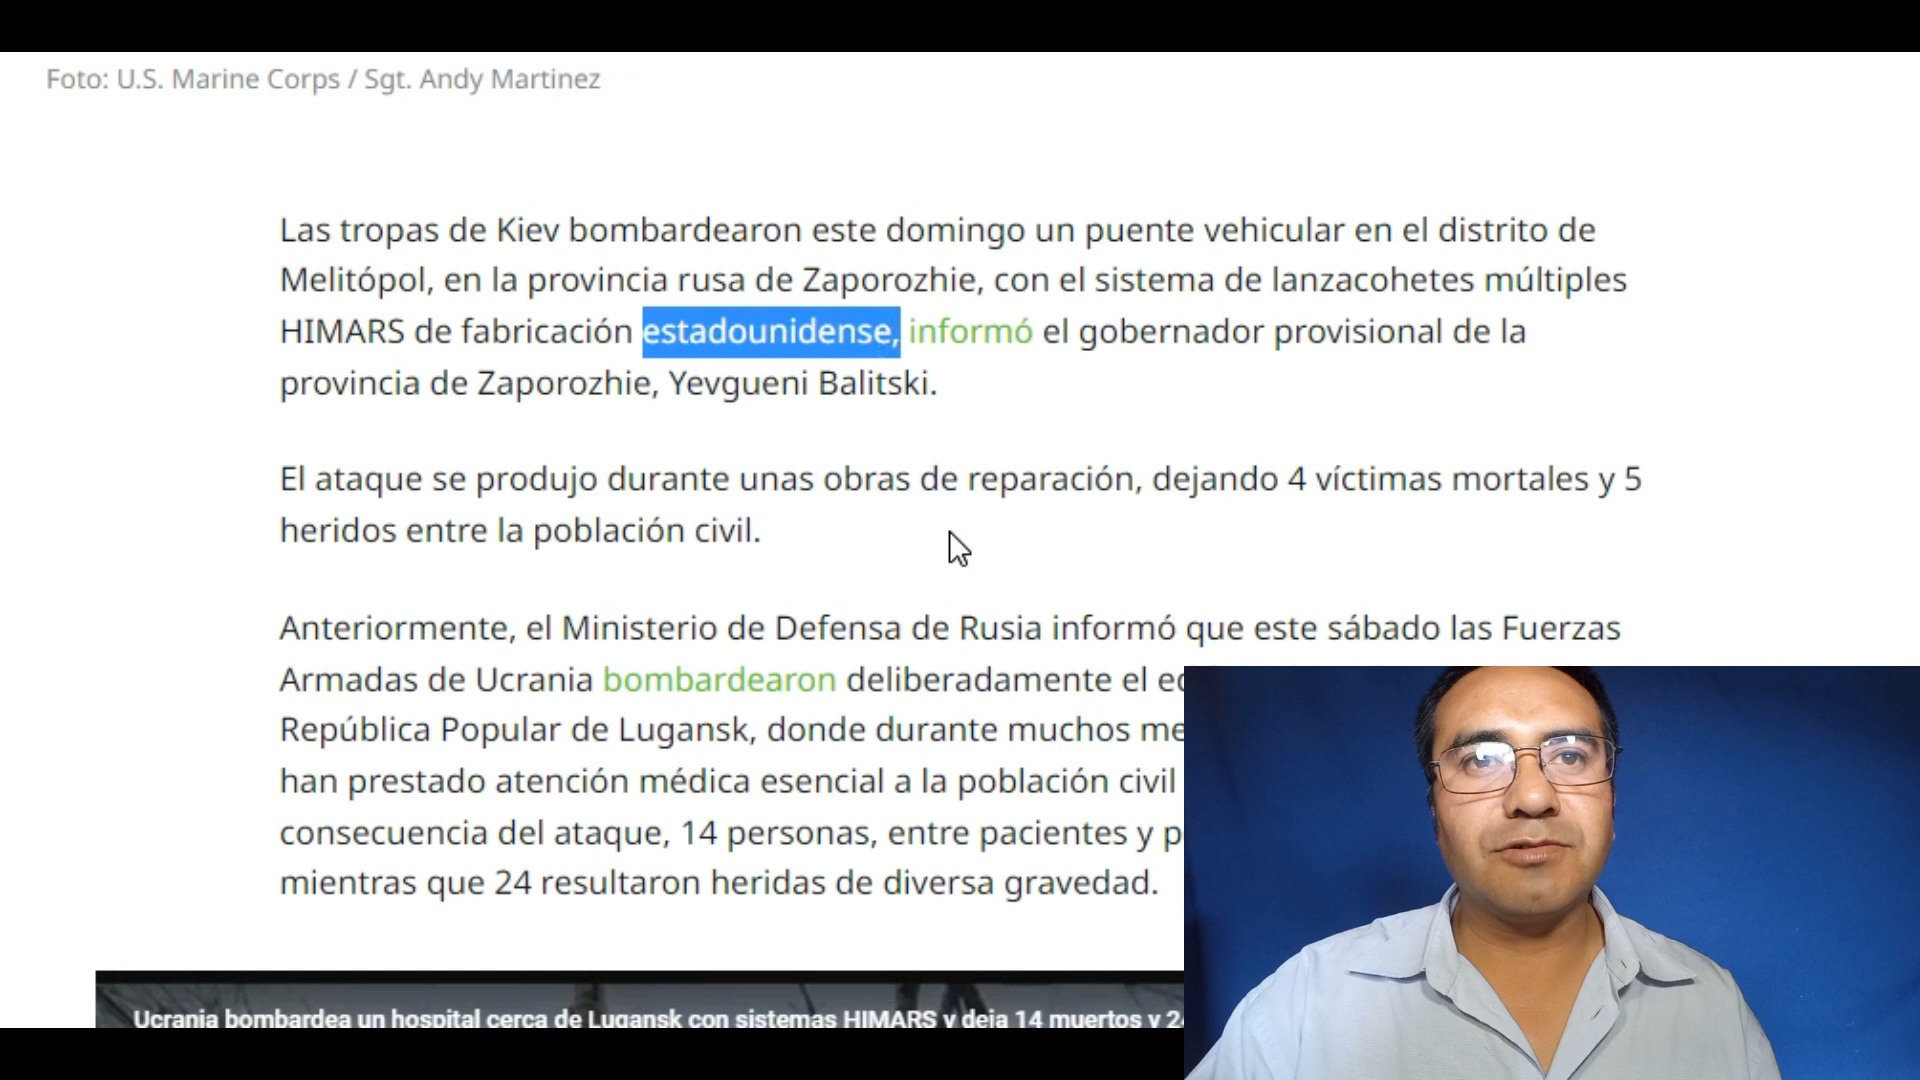 Foto: U.S. Marine Corps / Sgt. Andy Martinez
Las tropas de Kiev bombardearon este domingo un puente vehicular en el distrito de
Melitópol, en la provincia rusa de Zaporozhie, con el sistema de lanzacohetes múltiples
HIMARS de fabricación estadounidense, informó el gobernador provisional de la
provincia de Zaporozhie, Yevgueni Balitski.
El ataque se produjo durante unas obras de reparación, dejando 4 víctimas mortales y 5
heridos entre la población civil.
Anteriormente, el Ministerio de Defensa de Rusia informó que este sábado las Fuerzas
Armadas de Ucrania bombardearon deliberadamente el
República Popular de Lugansk, donde durante muchos
han prestado atención médica esencial a la población civil
consecuencia del ataque, 14 personas, entre pacientes y
mientras que 24 resultaron heridas de diversa gravedad.
Ucrania bombardea un hospital cerca de Lugansk con sistemas HIMARS y deja 14 muertos y